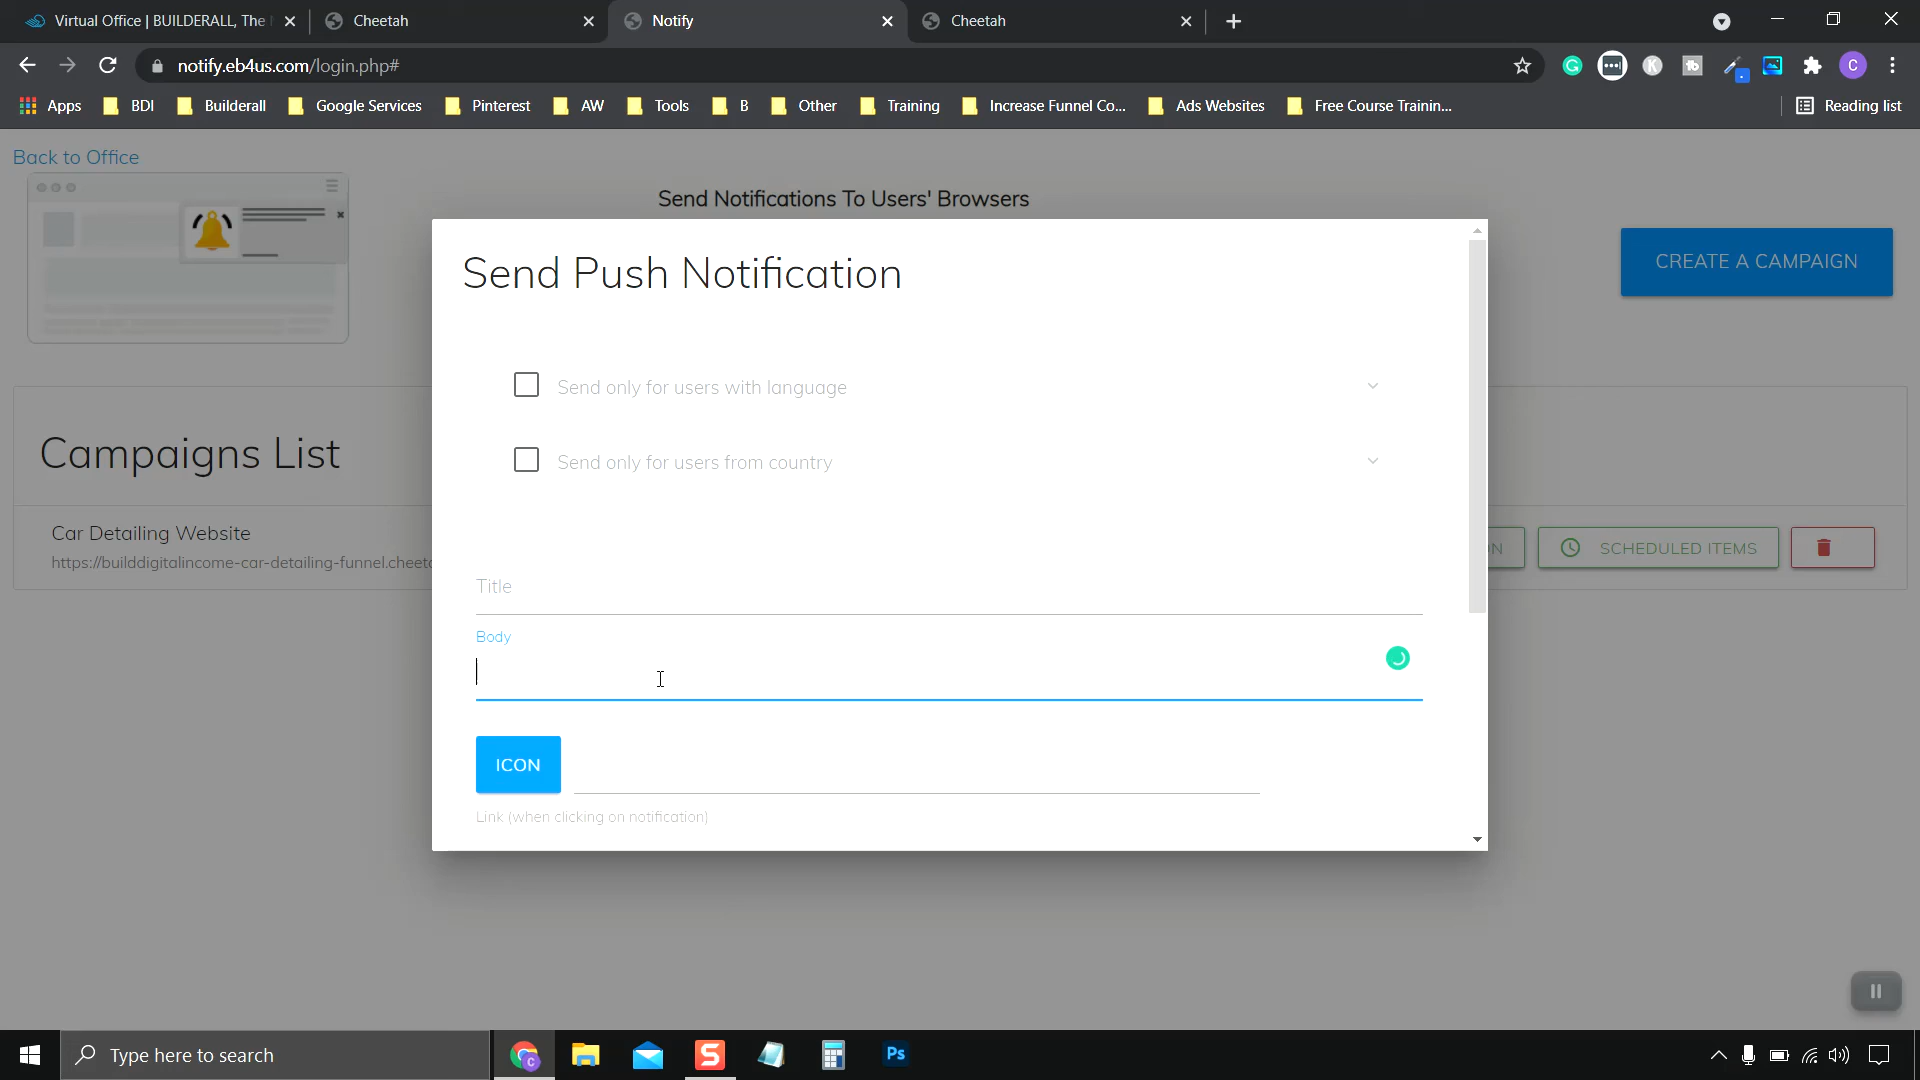 Virtual Office | BUILDERALL, The
Cheetah
Notify
Cheetah
notify.eb4us.com/login.php#
C
Apps
BDI
Builderall
Google Services
Pinterest
AW
Tools
B
Other
Training
Increase Funnel Co...
Ads Websites
Free Course Trainin...
Reading list
Back to Office
Send Notifications To Users' Browsers
CREATE A CAMPAIGN
Send Push Notification
Send only for users with language
Send only for users from country
Campaigns List
Car Detailing Website
https://builddigitalincome-car-detailing-funnel.cheet
ON
SCHEDULED ITEMS
Title
Body
ICON
Link (when clicking on notification)
Type here to search
Ps